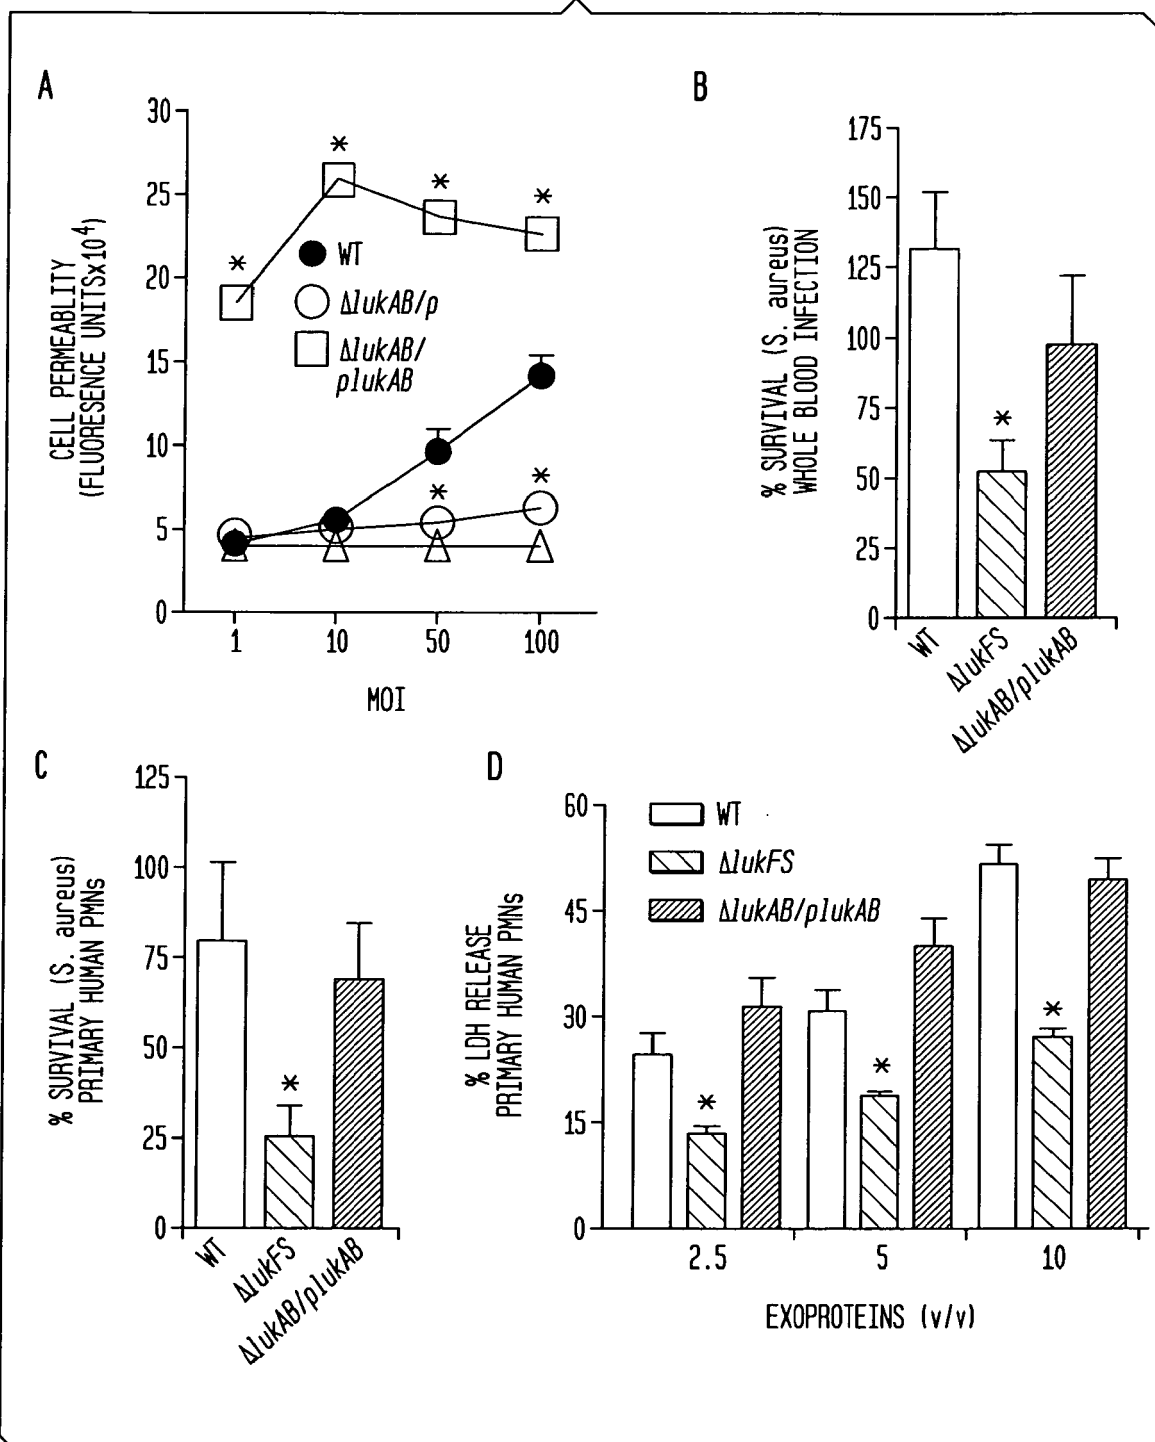 A
CELL PERMEABLITY
(FLUORESENCE UNITSx10⁴)
30
25
20
15
10
5
0
*
*
*
*
*
*
WT
ΔlukAB/p
ΔlukAB/
plukAB
1
10
50
100
MOI
B
% SURVIVAL (S. aureus)
WHOLE BLOOD INFECTION
175
150
125
100
75
50
25
0
*
WT
ΔlukFS
ΔlukAB/plukAB
C
% SURVIVAL (S. aureus)
PRIMARY HUMAN PMNs
125
100
75
50
25
0
*
WT
ΔlukFS
ΔlukAB/plukAB
D
% LDH RELEASE
PRIMARY HUMAN PMNs
60
45
30
15
0
WT
ΔlukFS
ΔlukAB/plukAB
*
*
*
2.5
5
10
EXOPROTEINS (v/v)